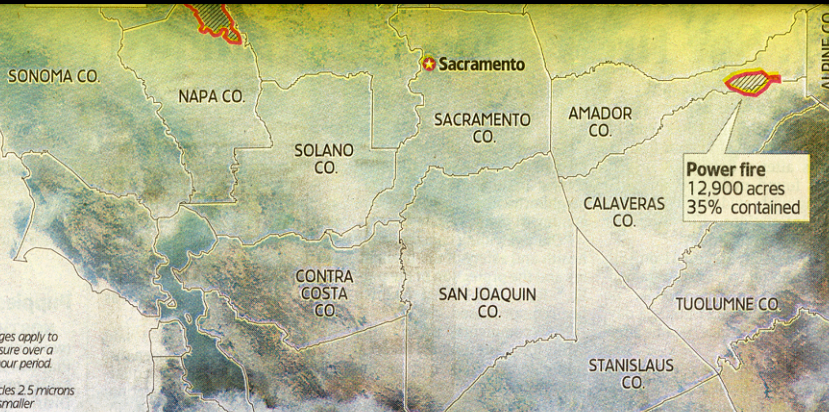 ALPINE CO.
Sacramento
SONOMA CO.
NAPA CO.
SACRAMENTO
CO.
AMADOR
CO.
SOLANO
CO.
Power fire
12,900 acres
35% contained
CALAVERAS
CO.
CONTRA
COSTA
CO.
SAN JOAQUIN
CO.
TUOLUMNE CO.
ges apply to
sure over a
our period.
STANISLAUS
CO.
cles 2.5 microns
smaller